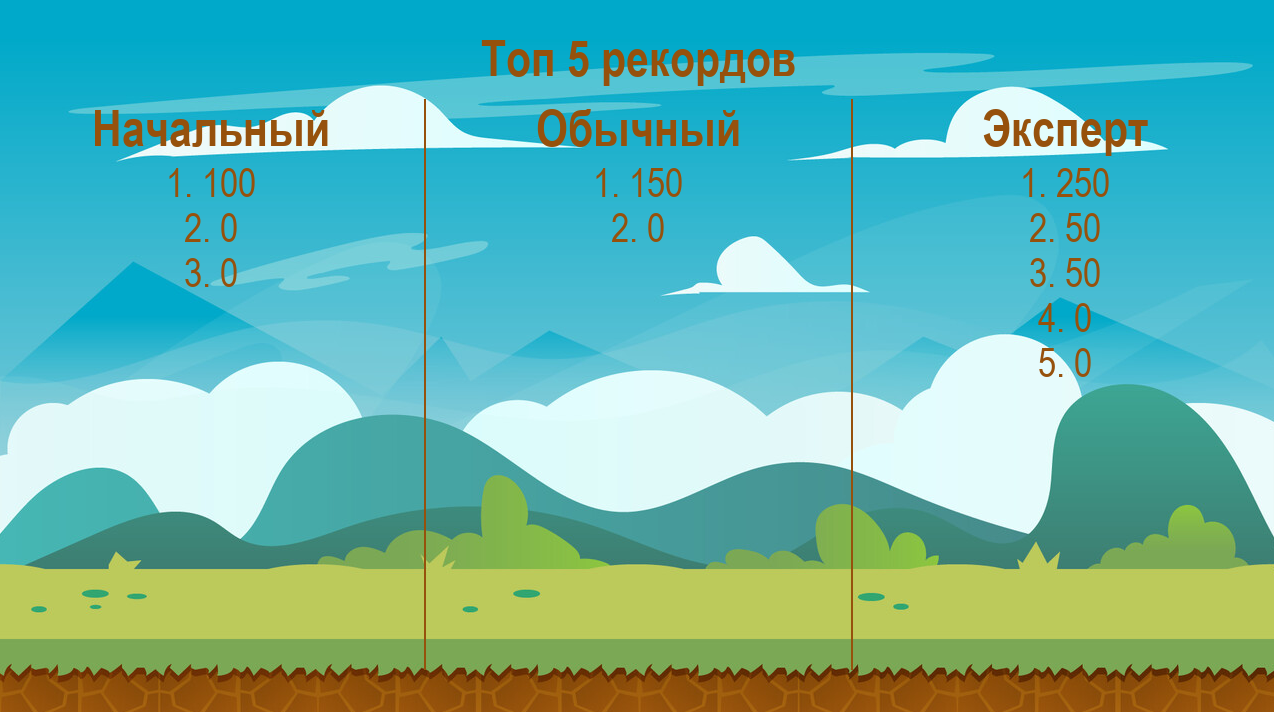 Топ 5 рекордов
Начальный
1. 100
2. 0
3. 0
Обычный
1. 150
2. 0
Эксперт
1. 250
2. 50
3. 50
4. 0
5. 0